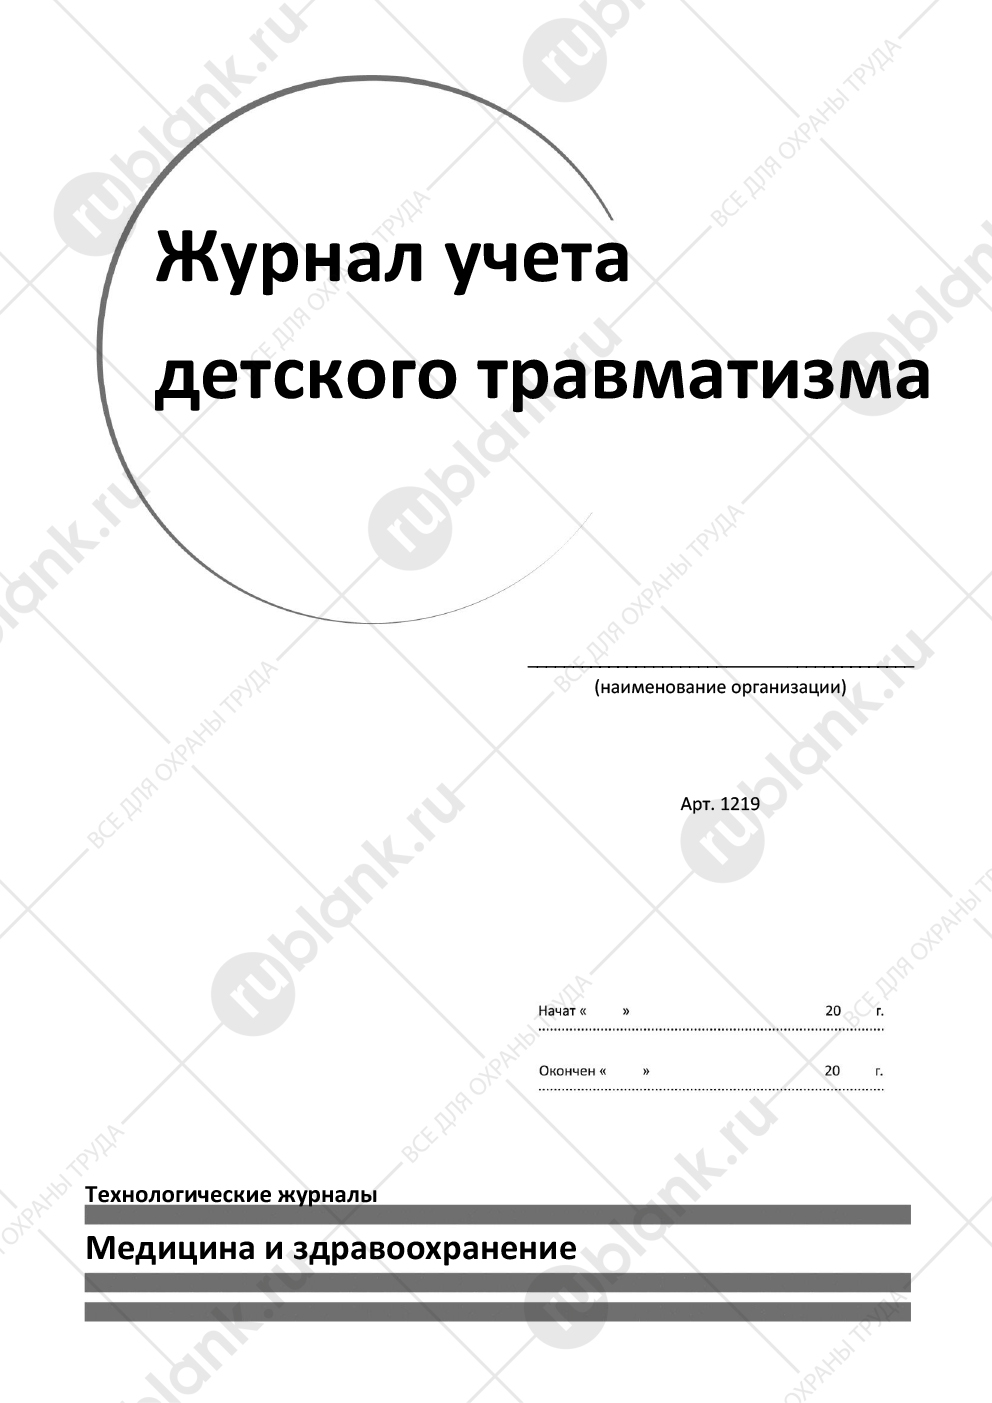 Журнал учета
детского травматизма
(наименование организации)
Арт. 1219
Начат « » 20 г.
Окончен « » 20 г.
Технологические журналы
Медицина и здравоохранение
rublank.ru
ВСЕ ДЛЯ ОХРАНЫ ТРУДА